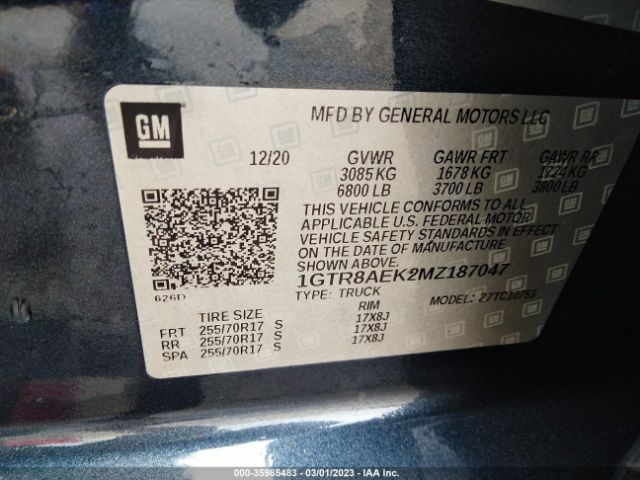 GM
MFD BY GENERAL MOTORS LLC
12/20 GVWR GAWR FRT GAWR RR
3085 KG 1678 KG 1724 KG
6800 LB 3700 LB 3800 LB
THIS VEHICLE CONFORMS TO ALL
APPLICABLE U.S. FEDERAL MOTOR
VEHICLE SAFETY STANDARDS IN EFFECT
ON THE DATE OF MANUFACTURE
SHOWN ABOVE.
1GTR8AEK2MZ187047
626D
TYPE: TRUCK MODEL: 27TC10753
TIRE SIZE RIM
FRT 255/70R17 S 17X8J
RR 255/70R17 S 17X8J
SPA 255/70R17 S 17X8J
000-35985483 - 03/01/2023 - IAA Inc.